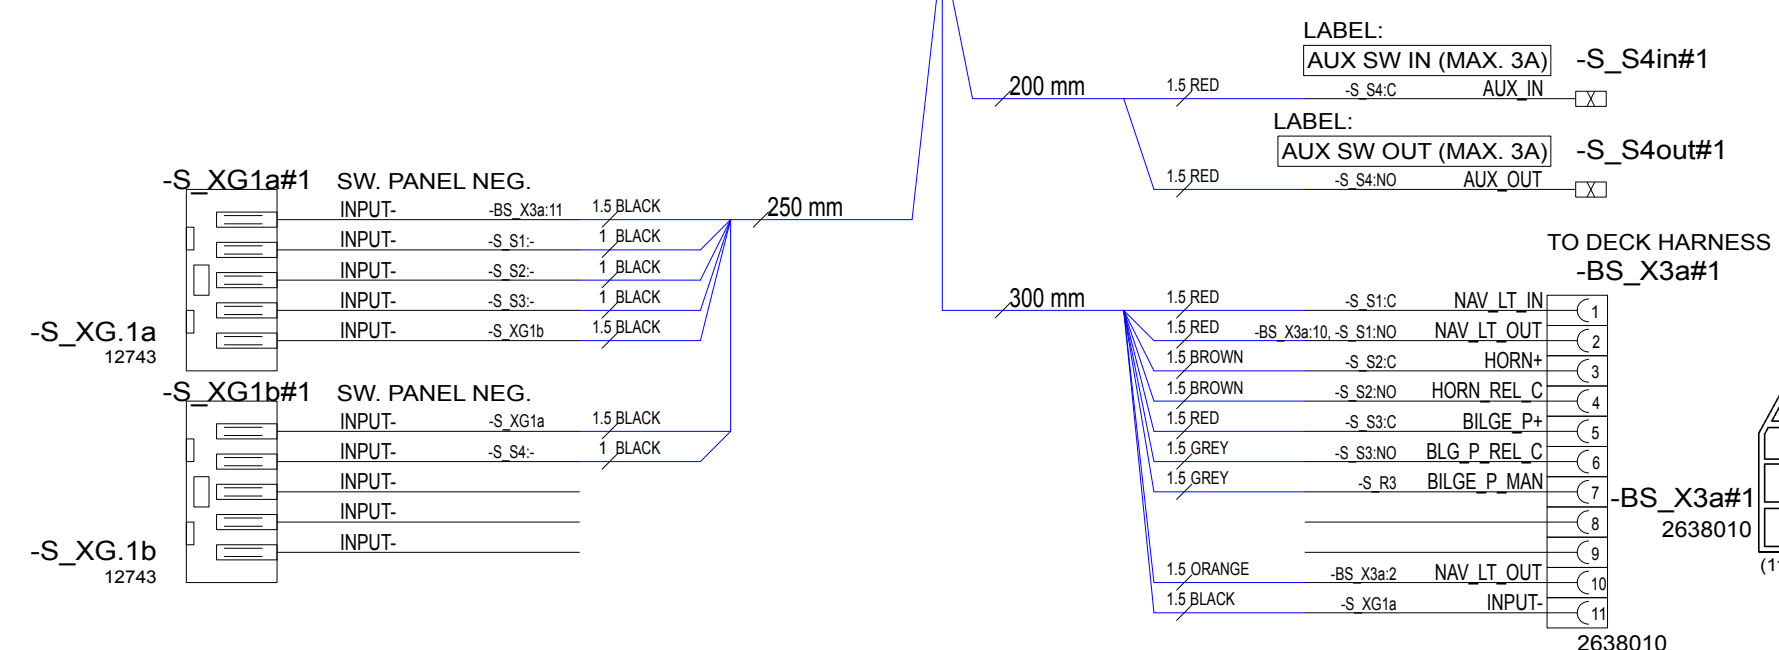 LABEL:
AUX SW IN (MAX. 3A) -S_S4in#1
200 mm 1.5 RED -S_S4:C AUX_IN X
LABEL:
AUX SW OUT (MAX. 3A) -S_S4out#1
1.5 RED -S_S4:NO AUX_OUT X
-S_XG1a#1 SW. PANEL NEG.
INPUT- -BS_X3a:11 1.5 BLACK 250 mm
INPUT- -S_S1:- 1 BLACK
INPUT- -S_S2:- 1 BLACK
INPUT- -S_S3:- 1 BLACK
INPUT- -S_XG1b 1.5 BLACK
-S_XG.1a
12743
-S_XG1b#1 SW. PANEL NEG.
INPUT- -S_XG1a 1.5 BLACK
INPUT- -S_S4:- 1 BLACK
INPUT-
INPUT-
INPUT-
-S_XG.1b
12743
TO DECK HARNESS
-BS_X3a#1
300 mm 1.5 RED -S_S1:C NAV_LT_IN 1
1.5 RED -BS_X3a:10, -S_S1:NO NAV_LT_OUT 2
1.5 BROWN -S_S2:C HORN+ 3
1.5 BROWN -S_S2:NO HORN_REL_C 4
1.5 RED -S_S3:C BILGE_P+ 5
1.5 GREY -S_S3:NO BLG_P_REL_C 6
1.5 GREY -S_R3 BILGE_P_MAN 7
-BS_X3a#1
2638010
8
9
1.5 ORANGE -BS_X3a:2 NAV_LT_OUT 10
1.5 BLACK -S_XG1a INPUT- 11
2638010